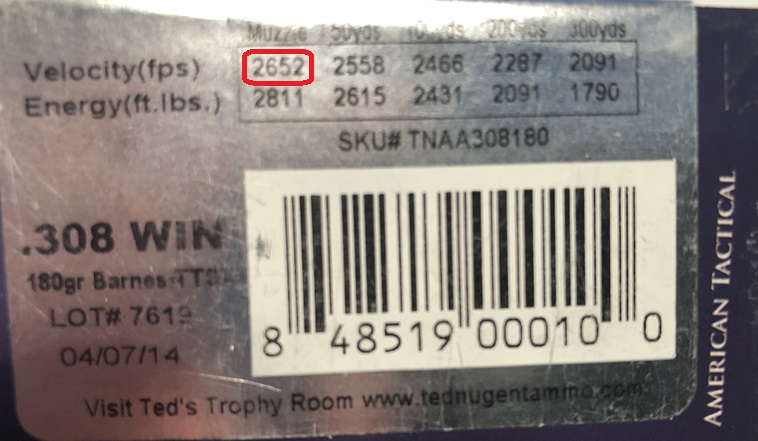 Muzzle 50yds 100yds 200yds 300yds
Velocity(fps) 2652 2558 2466 2287 2091
Energy(ft.lbs.) 2811 2615 2431 2091 1790
SKU# TNAA308180
.308 WIN
180gr Barnes
LOT# 7619
04/07/14
8 48519 00010 0
Visit Ted's Trophy Room www.tednugentammo.com
AMERICAN TACTICAL